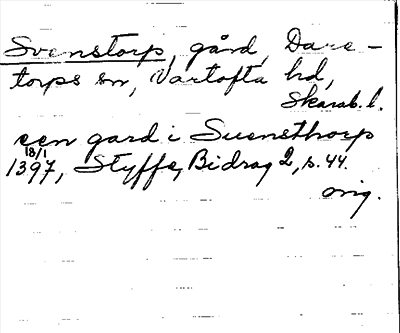 Svenstorp, gård, Dare-
torps sn, Vartofta hd,
Skarab. l.
een gard i Suensthorp
18/1
1397, Styffe, Bidrag 2, s. 44.
orig.